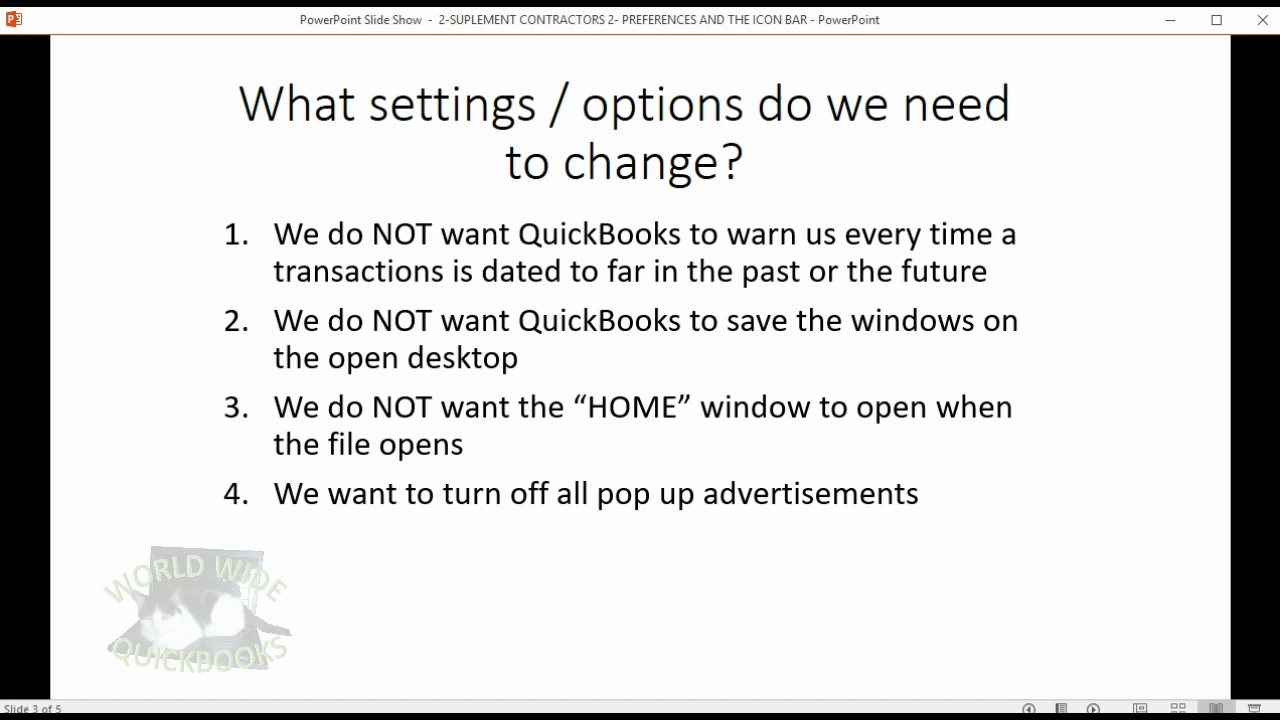 PowerPoint Slide Show - 2-SUPLEMENT CONTRACTORS 2- PREFERENCES AND THE ICON BAR - PowerPoint
What settings / options do we need
to change?
1. We do NOT want QuickBooks to warn us every time a
transactions is dated to far in the past or the future
2. We do NOT want QuickBooks to save the windows on
the open desktop
3. We do NOT want the “HOME” window to open when
the file opens
4. We want to turn off all pop up advertisements
WORLD WIDE
QUICKBOOKS
Slide 3 of 5